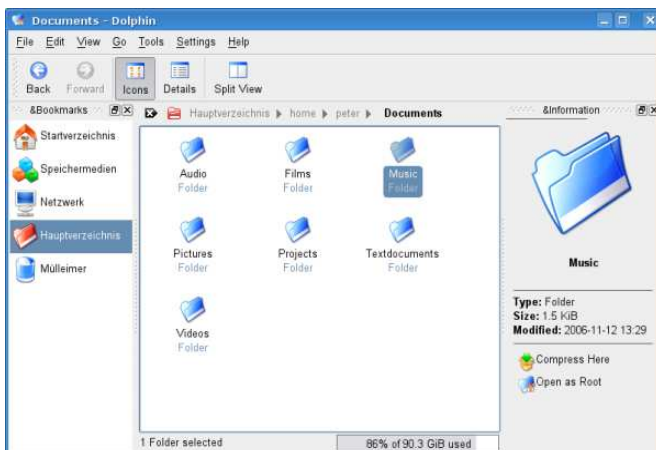 Documents - Dolphin
File Edit View Go Tools Settings Help
Back Forward Icons Details Split View
&Bookmarks
Startverzeichnis
Speichermedien
Netzwerk
Hauptverzeichnis
Mülleimer
Hauptverzeichnis home peter Documents
Audio Films Music
Folder Folder Folder
Pictures Projects Textdocuments
Folder Folder Folder
Videos
Folder
1 Folder selected 86% of 90.3 GiB used
&Information
Music
Type: Folder
Size: 1.5 KiB
Modified: 2006-11-12 13:29
Compress Here
Open as Root